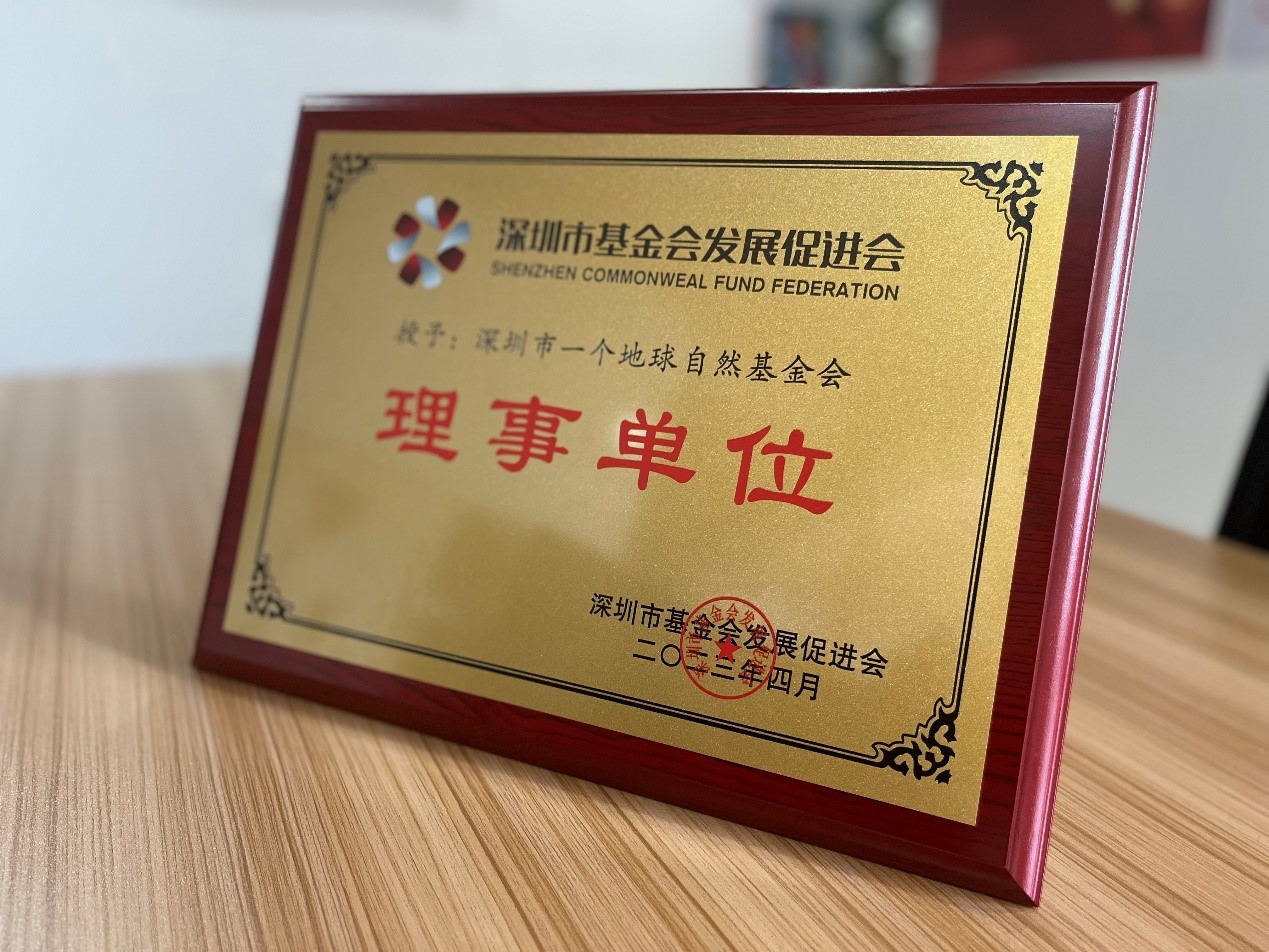 深圳市基金会发展促进会
SHENZHEN COMMONWEAL FUND FEDERATION
授予：深圳市一个地球自然基金会
理事单位
深圳市基金会发展促进会
二〇二三年四月